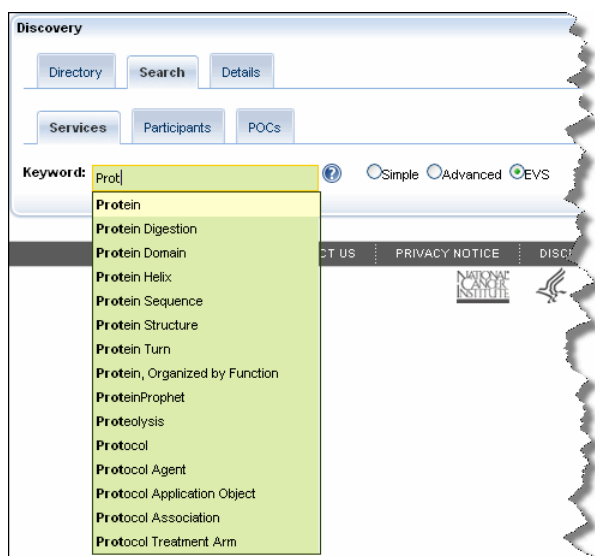 Discovery
Directory Search Details
Services Participants POCs
Keyword: Prot ? Simple Advanced EVS
Protein
Protein Digestion
Protein Domain
CT US PRIVACY NOTICE DISC
Protein Helix
NATIONAL
CANCER
INSTITUTE
Protein Sequence
Protein Structure
Protein Turn
Protein, Organized by Function
ProteinProphet
Proteolysis
Protocol
Protocol Agent
Protocol Application Object
Protocol Association
Protocol Treatment Arm